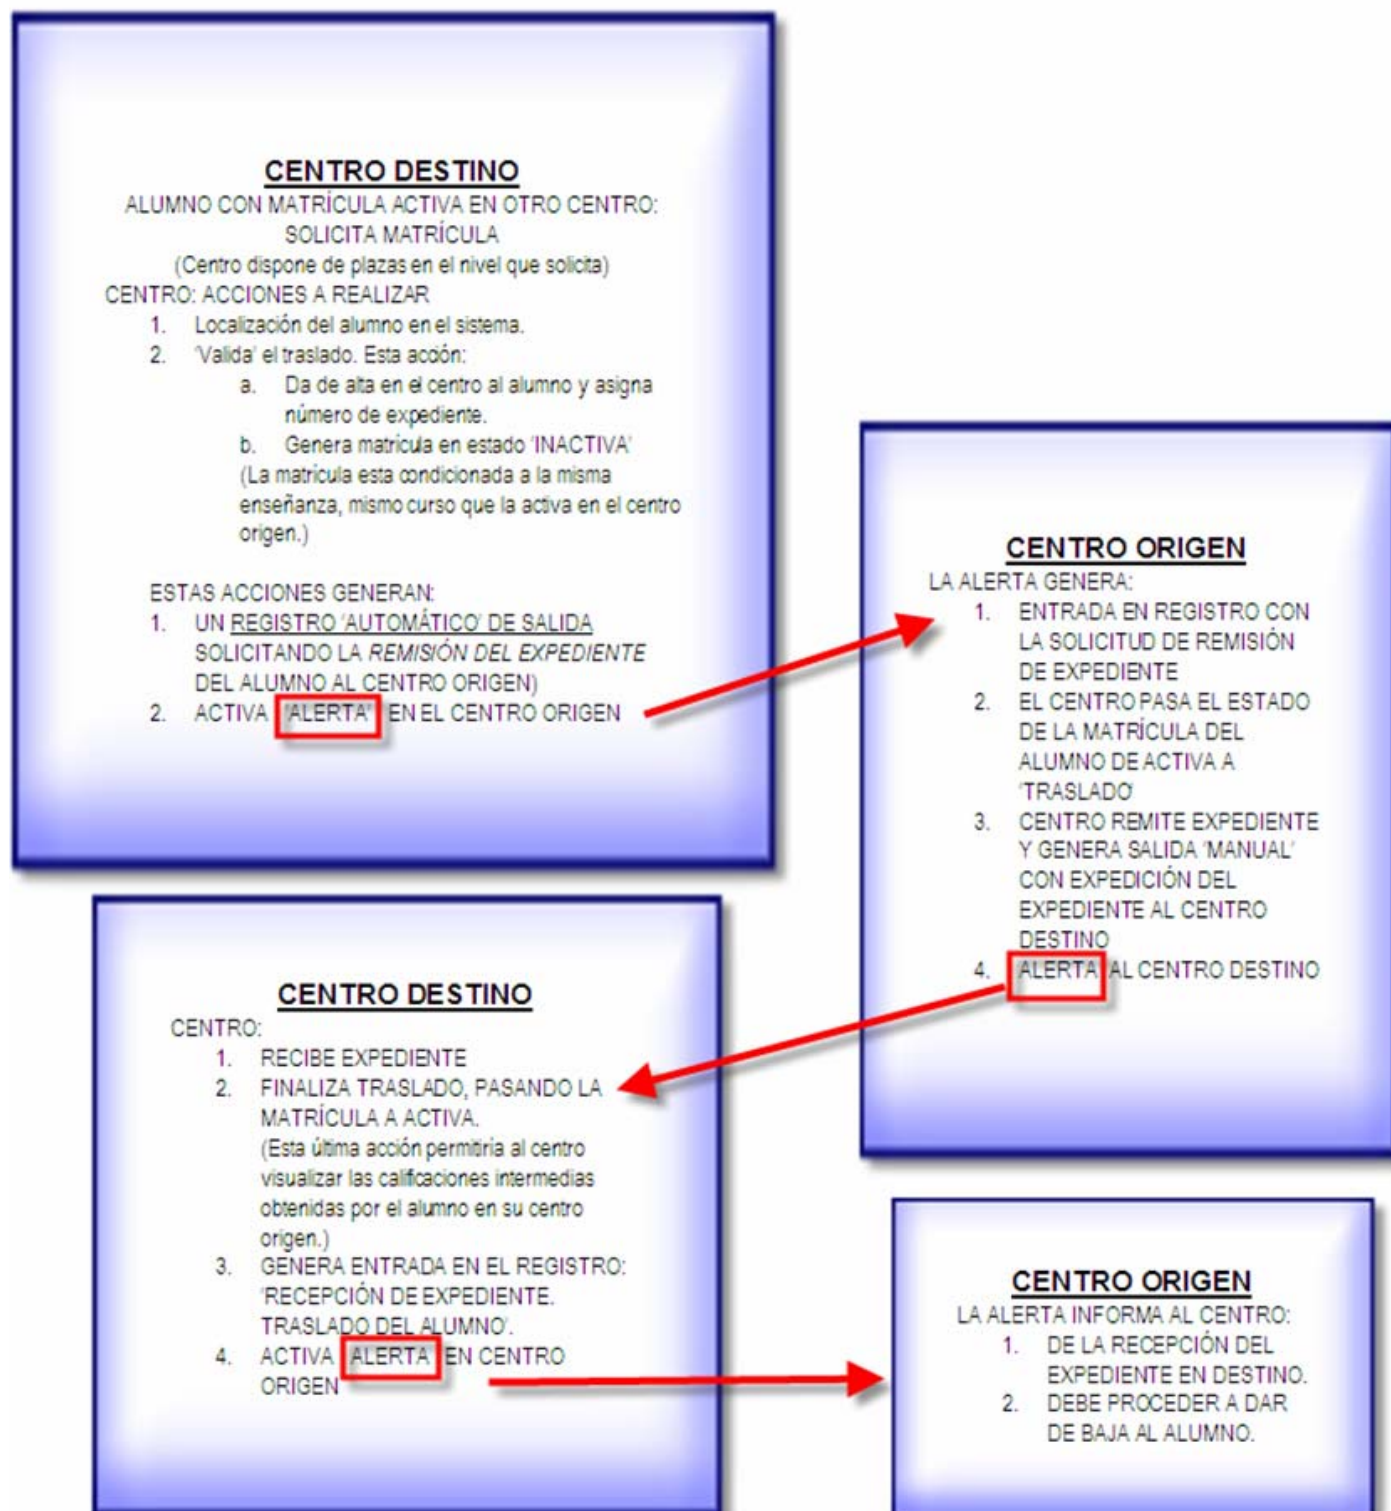 CENTRO DESTINO
ALUMNO CON MATRÍCULA ACTIVA EN OTRO CENTRO:
SOLICITA MATRÍCULA
(Centro dispone de plazas en el nivel que solicita)
CENTRO: ACCIONES A REALIZAR
1. Localización del alumno en el sistema.
2. 'Valida' el traslado. Esta acción:
a. Da de alta en el centro al alumno y asigna
número de expediente.
b. Genera matricula en estado 'INACTIVA'
(La matricula esta condicionada a la misma
enseñanza, mismo curso que la activa en el centro
origen.)
ESTAS ACCIONES GENERAN:
1. UN REGISTRO 'AUTOMÁTICO' DE SALIDA
SOLICITANDO LA REMISIÓN DEL EXPEDIENTE
DEL ALUMNO AL CENTRO ORIGEN)
2. ACTIVA 'ALERTA' EN EL CENTRO ORIGEN
CENTRO ORIGEN
LA ALERTA GENERA:
1. ENTRADA EN REGISTRO CON
LA SOLICITUD DE REMISIÓN
DE EXPEDIENTE
2. EL CENTRO PASA EL ESTADO
DE LA MATRÍCULA DEL
ALUMNO DE ACTIVA A
'TRASLADO'
3. CENTRO REMITE EXPEDIENTE
Y GENERA SALIDA 'MANUAL'
CON EXPEDICIÓN DEL
EXPEDIENTE AL CENTRO
DESTINO
4. 'ALERTA' AL CENTRO DESTINO
CENTRO DESTINO
CENTRO:
1. RECIBE EXPEDIENTE
2. FINALIZA TRASLADO, PASANDO LA
MATRÍCULA A ACTIVA.
(Esta última acción permitiria al centro
visualizar las calificaciones intermedias
obtenidas por el alumno en su centro
origen.)
3. GENERA ENTRADA EN EL REGISTRO:
'RECEPCIÓN DE EXPEDIENTE.
TRASLADO DEL ALUMNO'.
4. ACTIVA 'ALERTA' EN CENTRO
ORIGEN
CENTRO ORIGEN
LA ALERTA INFORMA AL CENTRO:
1. DE LA RECEPCIÓN DEL
EXPEDIENTE EN DESTINO.
2. DEBE PROCEDER A DAR
DE BAJA AL ALUMNO.